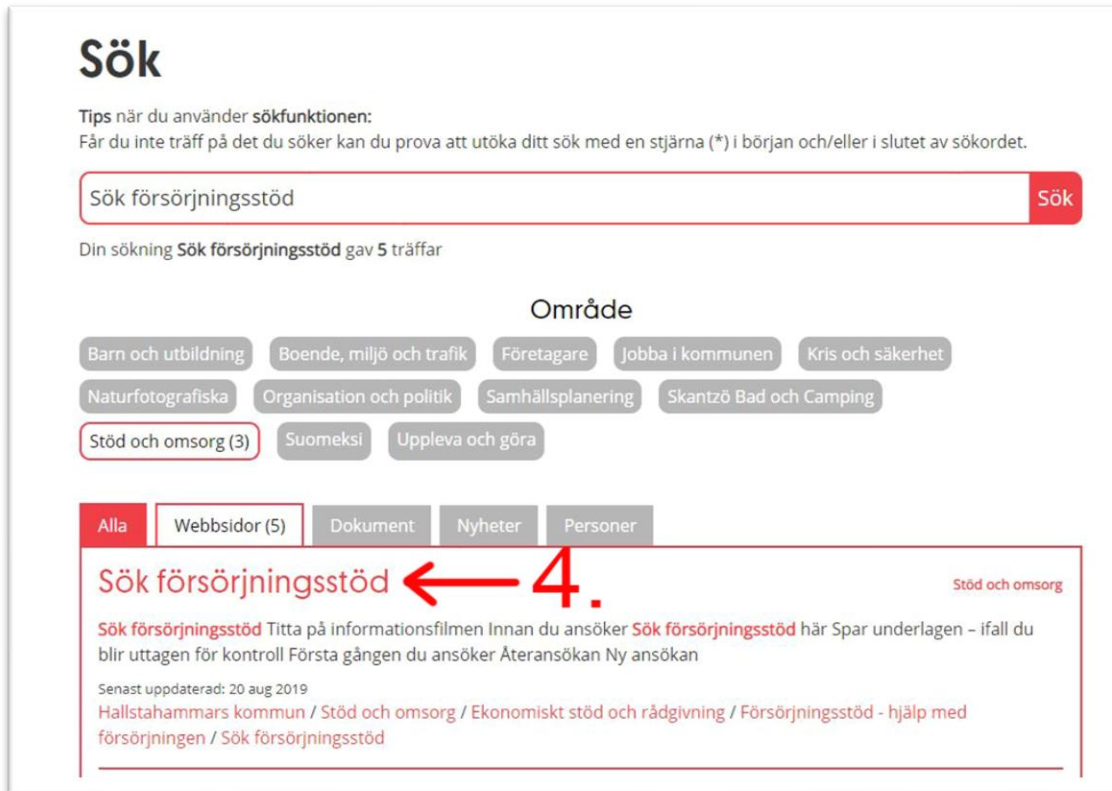 Sök
Tips när du använder sökfunktionen:
Får du inte träff på det du söker kan du prova att utöka ditt sök med en stjärna (*) i början och/eller i slutet av sökordet.
Sök försörjningsstöd Sök
Din sökning Sök försörjningsstöd gav 5 träffar
Område
Barn och utbildning Boende, miljö och trafik Företagare Jobba i kommunen Kris och säkerhet
Naturfotografiska Organisation och politik Samhällsplanering Skantzö Bad och Camping
Stöd och omsorg (3) Suomeksi Uppleva och göra
Alla Webbsidor (5) Dokument Nyheter Personer
Sök försörjningsstöd 4. Stöd och omsorg
Sök försörjningsstöd Titta på informationsfilmen Innan du ansöker Sök försörjningsstöd här Spar underlagen – ifall du
blir uttagen för kontroll Första gången du ansöker Återansökan Ny ansökan
Senast uppdaterad: 20 aug 2019
Hallstahammars kommun / Stöd och omsorg / Ekonomiskt stöd och rådgivning / Försörjningsstöd - hjälp med
försörjningen / Sök försörjningsstöd